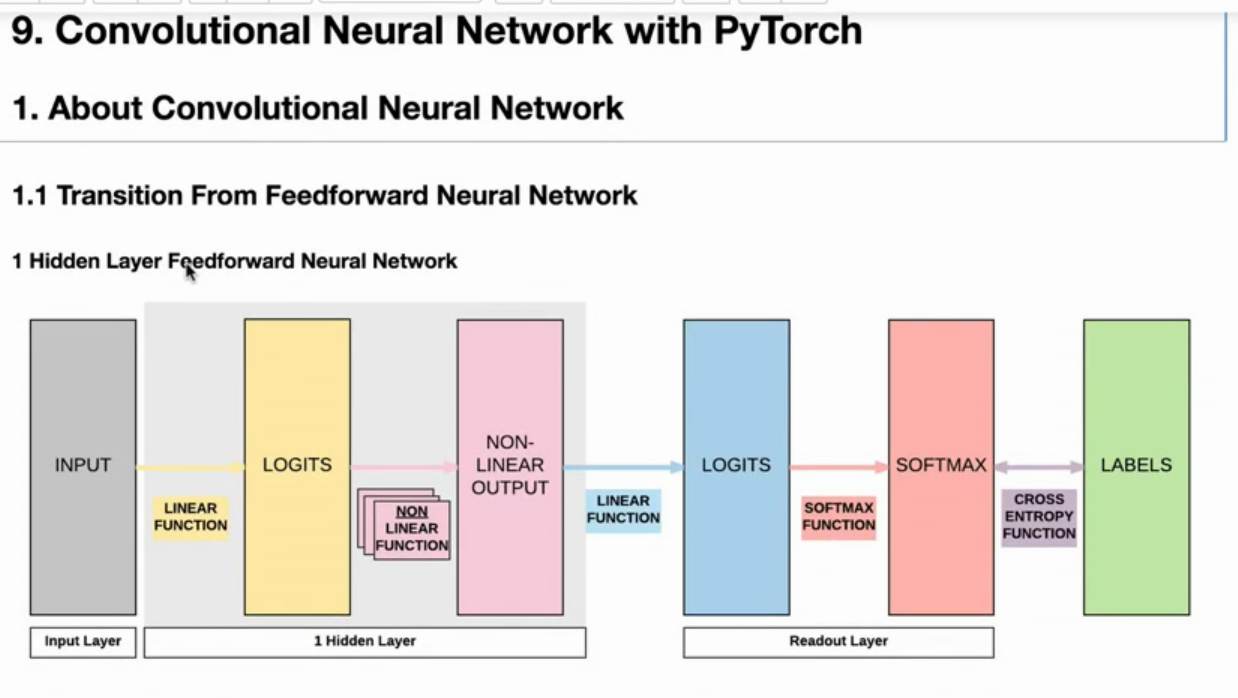 9. Convolutional Neural Network with PyTorch
1. About Convolutional Neural Network
1.1 Transition From Feedforward Neural Network
1 Hidden Layer Feedforward Neural Network
INPUT
LINEAR
FUNCTION
LOGITS
NON
LINEAR
FUNCTION
NON-
LINEAR
OUTPUT
LINEAR
FUNCTION
LOGITS
SOFTMAX
FUNCTION
SOFTMAX
CROSS
ENTROPY
FUNCTION
LABELS
Input Layer
1 Hidden Layer
Readout Layer